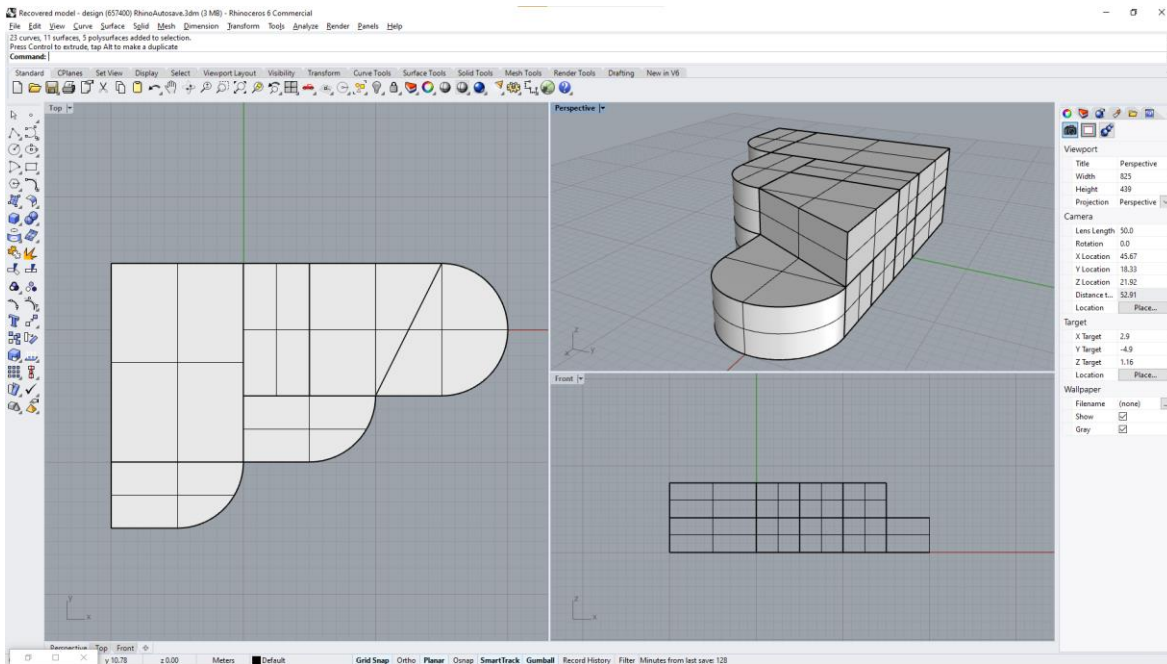 Recovered model - design (657400) RhinoAutosave.3dm (3 MB) - Rhinoceros 6 Commercial
File Edit View Curve Surface Solid Mesh Dimension Transform Tools Analyze Render Panels Help
23 curves, 11 surfaces, 5 polysurfaces added to selection.
Press Control to extrude, tap Alt to make a duplicate
Command:
Standard CPlanes Set View Display Select Viewport Layout Visibility Transform Curve Tools Surface Tools Solid Tools Mesh Tools Render Tools Drafting New in V6
Top
Perspective
Viewport
Title Perspective
Width 825
Height 439
Projection Perspective
Camera
Lens Length 50.0
Rotation 0.0
X Location 45.67
Y Location 18.33
Z Location 21.92
Distance t... 52.91
Location Place...
Target
X Target 2.9
Y Target -4.9
Z Target 1.16
Location Place...
Wallpaper
Filename (none)
Show
Gray
z
x y
Front
z
x
y
x
Perspective Top Front
y 10.78 z 0.00 Meters Default Grid Snap Ortho Planar Osnap SmartTrack Gumball Record History Filter Minutes from last save: 128